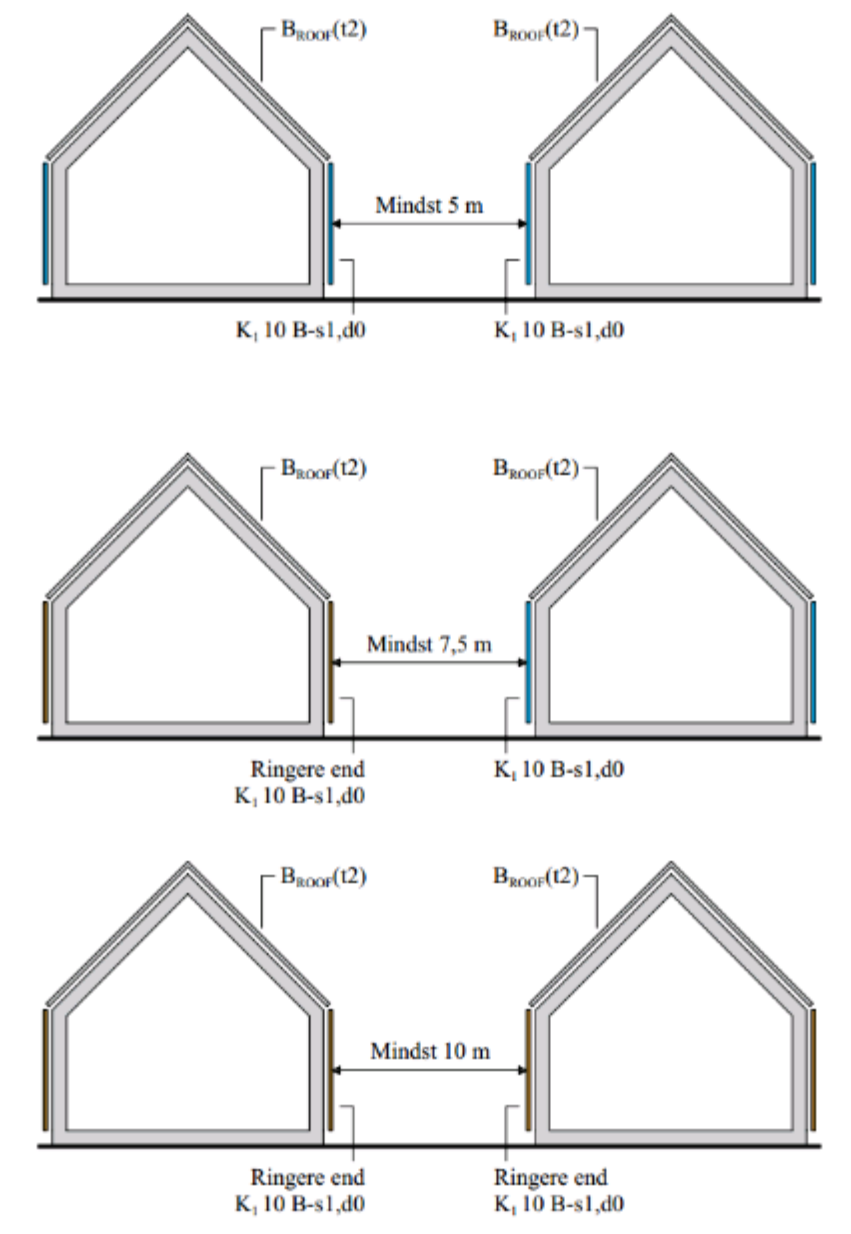 B_ROOF(t2) B_ROOF(t2)
Mindst 5 m
K₁ 10 B-s1,d0 K₁ 10 B-s1,d0
B_ROOF(t2) B_ROOF(t2)
Mindst 7,5 m
Ringere end K₁ 10 B-s1,d0
K₁ 10 B-s1,d0
B_ROOF(t2) B_ROOF(t2)
Mindst 10 m
Ringere end Ringere end
K₁ 10 B-s1,d0 K₁ 10 B-s1,d0